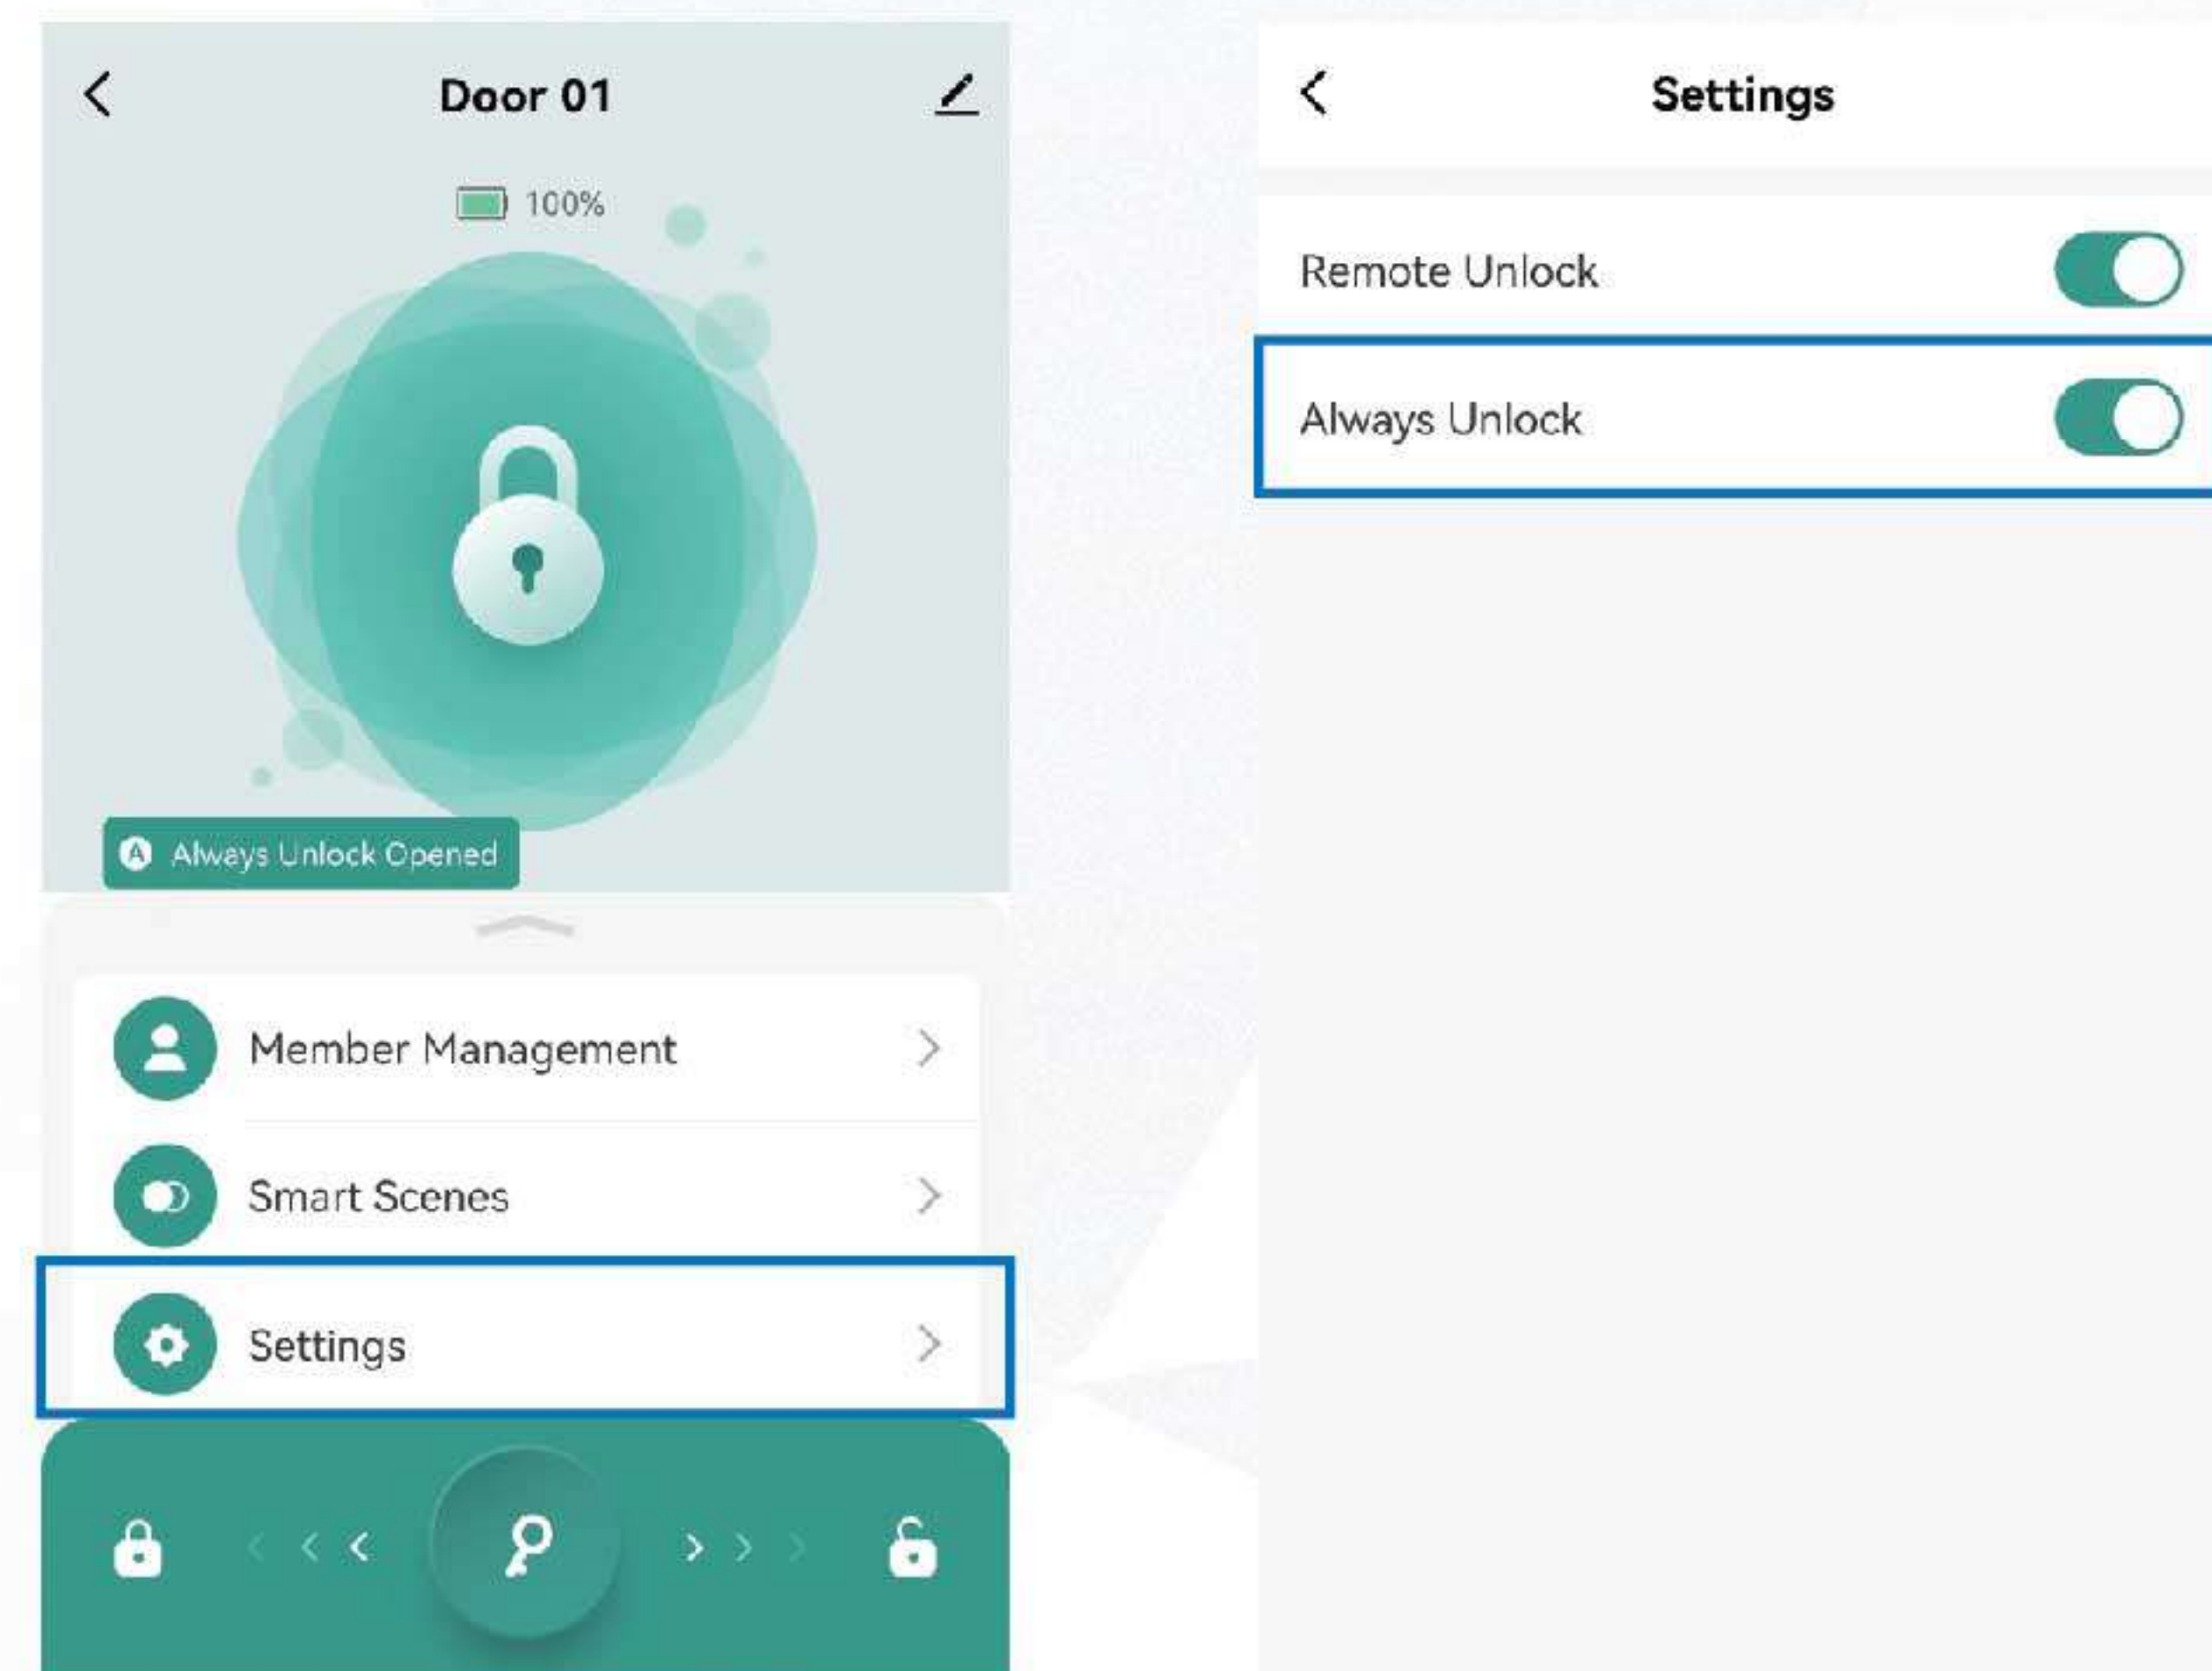 Door 01
100%
A Always Unlock Opened
Member Management
Smart Scenes
Settings
Settings
Remote Unlock
Always Unlock